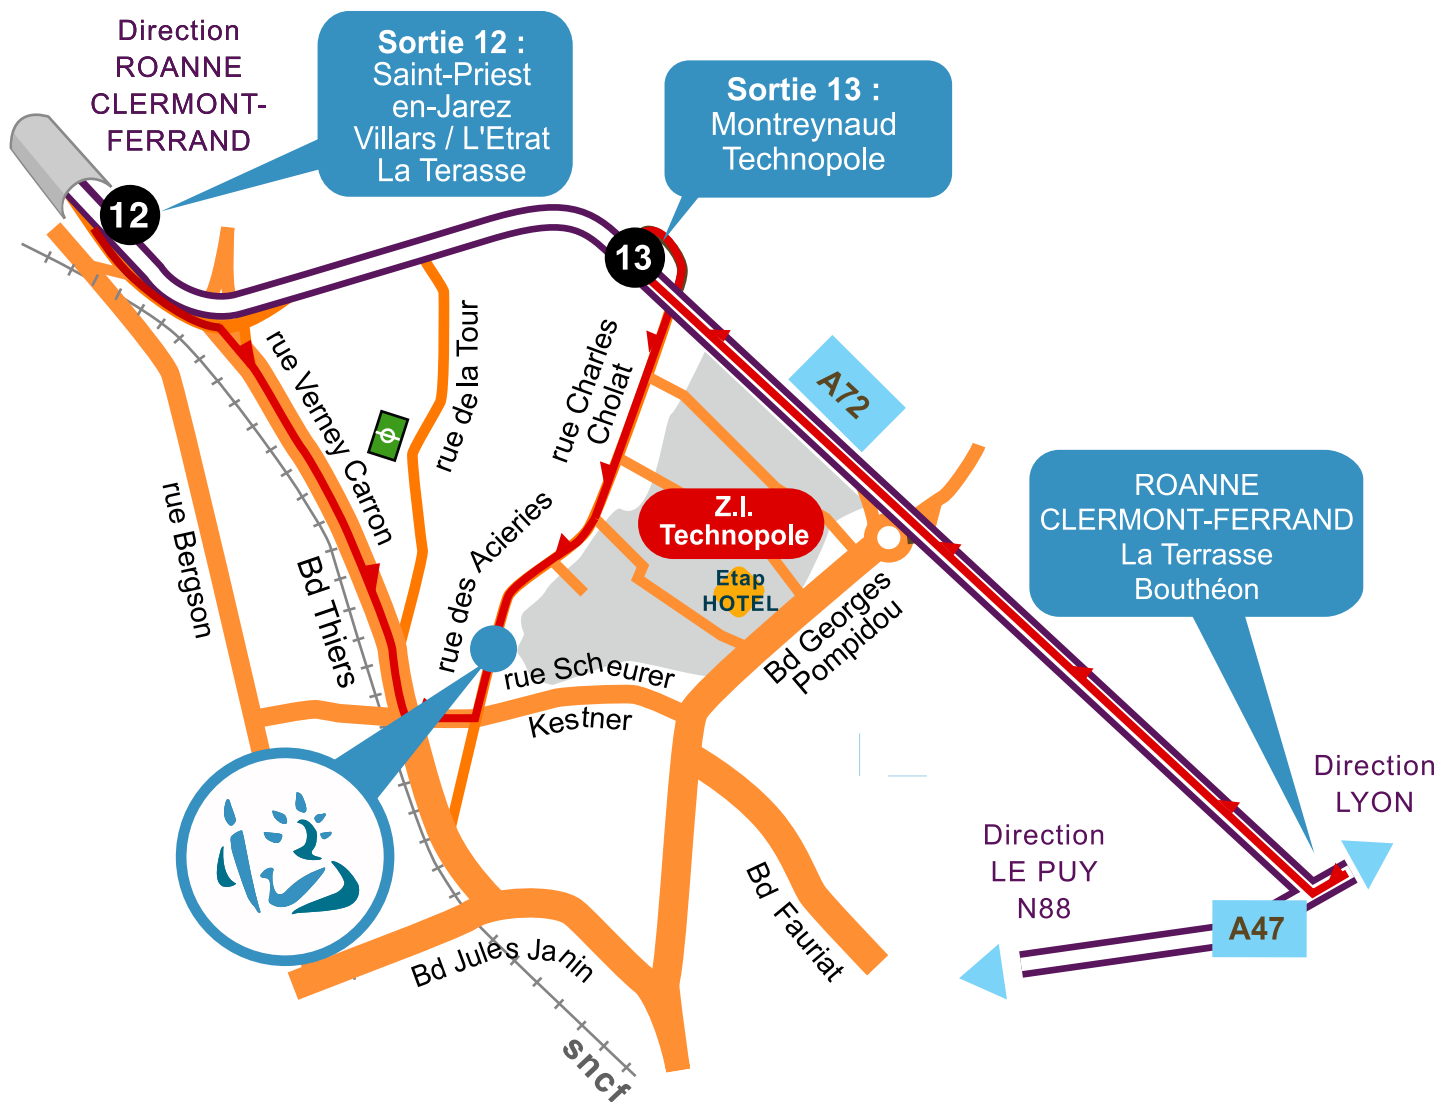 Direction
ROANNE
CLERMONT-
FERRAND
Sortie 12 :
Saint-Priest
en-Jarez
Villars / L'Etrat
La Terasse
Sortie 13 :
Montreynaud
Technopole
12
13
rue Verney Carron
rue de la Tour
rue Charles
Cholat
A72
rue Bergson
Bd Thiers
rue des Acieries
Z.I.
Technopole
Etap
HOTEL
Bd Georges
Pompidou
ROANNE
CLERMONT-FERRAND
La Terrasse
Bouthéon
rue Scheurer
Kestner
Direction
LYON
Direction
LE PUY
N88
A47
Bd Fauriat
Bd Jules Janin
sncf